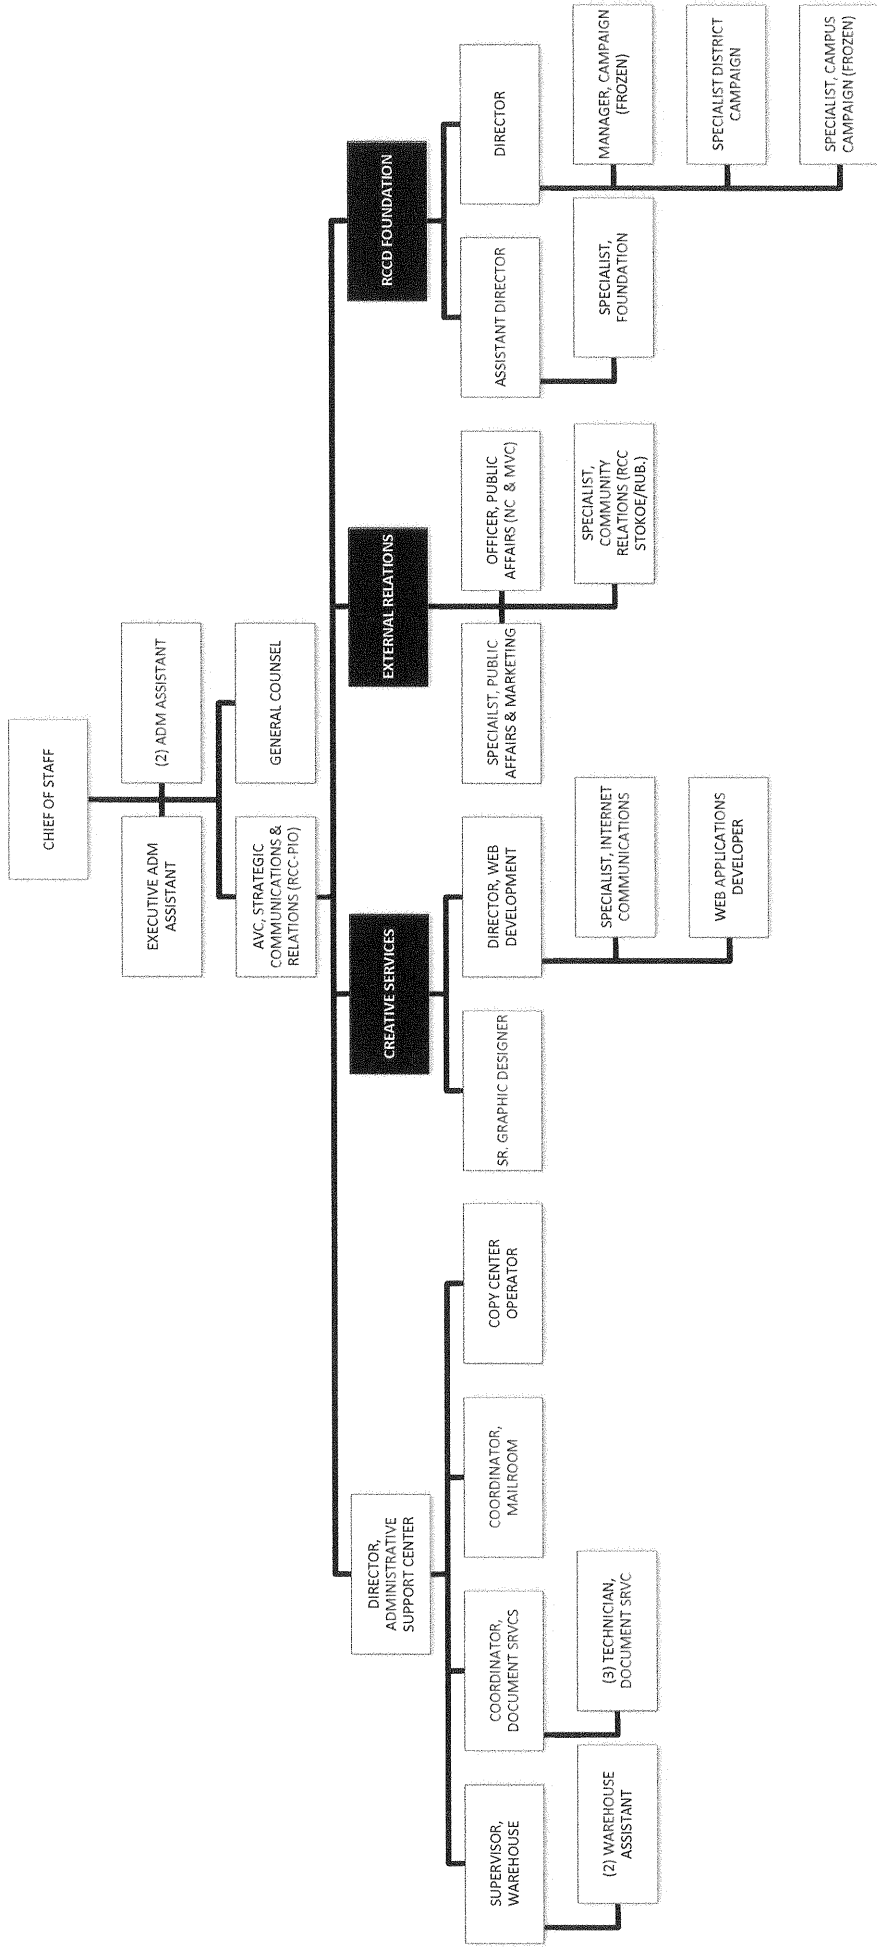 CHIEF OF STAFF
EXECUTIVE ADM
ASSISTANT
(2) ADM ASSISTANT
AVC, STRATEGIC
COMMUNICATIONS &
RELATIONS (RCC-PIO)
GENERAL COUNSEL
DIRECTOR,
ADMINISTRATIVE
SUPPORT CENTER
CREATIVE SERVICES
EXTERNAL RELATIONS
RCCD FOUNDATION
SUPERVISOR,
WAREHOUSE
COORDINATOR,
DOCUMENT SRVCS
COORDINATOR,
MAILROOM
COPY CENTER
OPERATOR
SR. GRAPHIC DESIGNER
DIRECTOR, WEB
DEVELOPMENT
SPECIAILST, PUBLIC
AFFAIRS & MARKETING
OFFICER, PUBLIC
AFFAIRS (NC & MVC)
ASSISTANT DIRECTOR
DIRECTOR
(2) WAREHOUSE
ASSISTANT
(3) TECHNICIAN,
DOCUMENT SRVC
SPECIALIST, INTERNET
COMMUNICATIONS
SPECIALIST,
COMMUNITY
RELATIONS (RCC
STOKOE/RUB.)
SPECIALIST,
FOUNDATION
MANAGER, CAMPAIGN
(FROZEN)
WEB APPLICATIONS
DEVELOPER
SPECIALIST DISTRICT
CAMPAIGN
SPECIALIST, CAMPUS
CAMPAIGN (FROZEN)